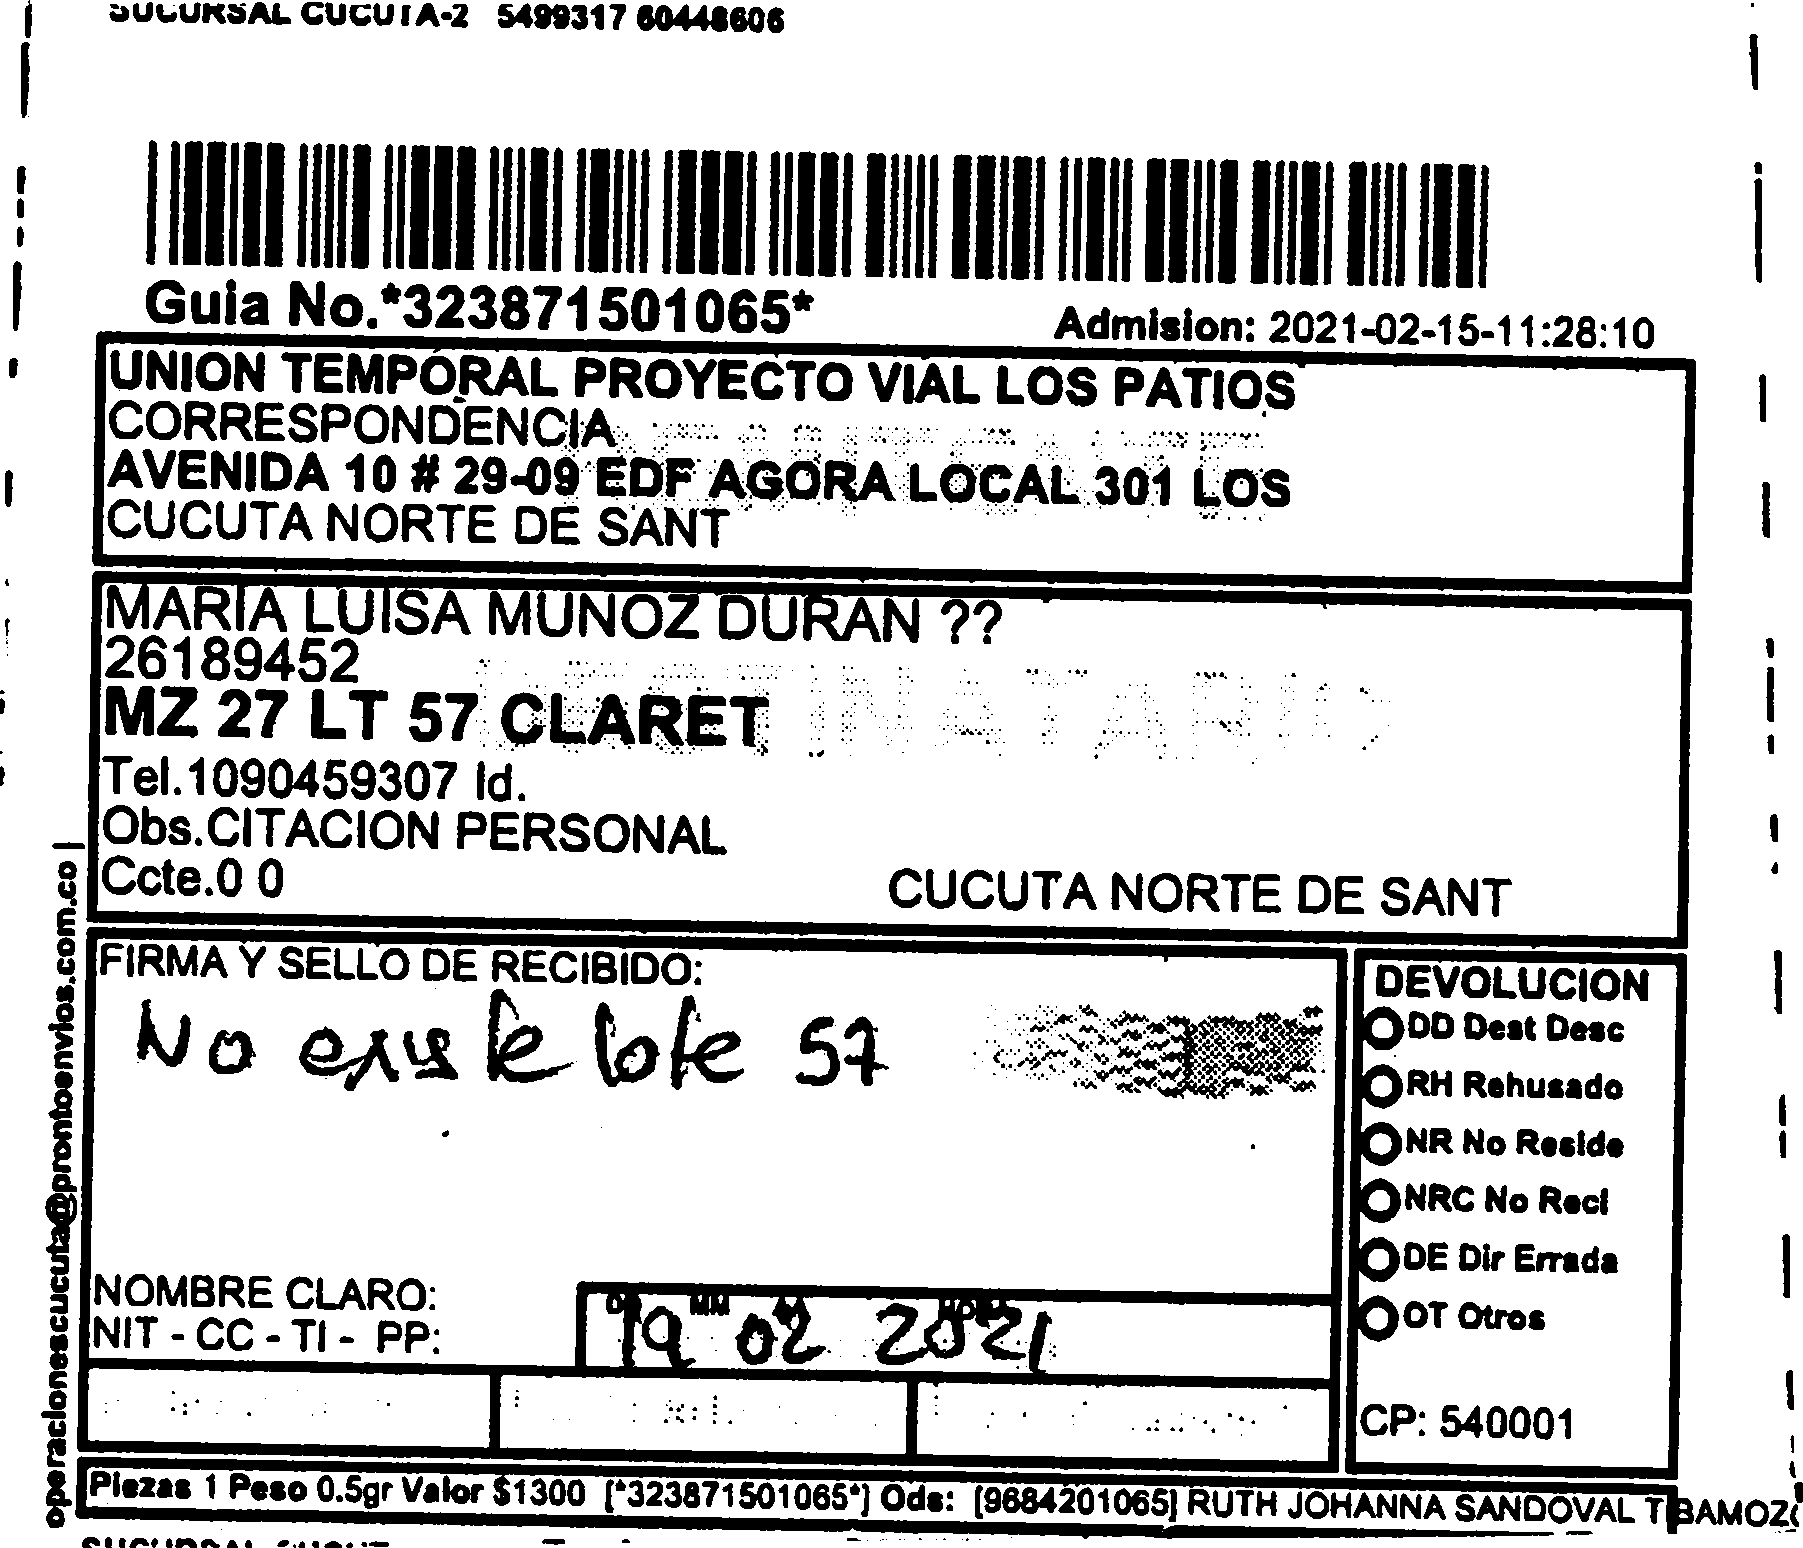 SUCURSAL CUCUTA-2 5499317 60448606
Guia No.*323871501065*
Admision: 2021-02-15-11:28:10
UNION TEMPORAL PROYECTO VIAL LOS PATIOS
CORRESPONDENCIA
AVENIDA 10 # 29-09 EDF AGORA LOCAL 301 LOS
CUCUTA NORTE DE SANT
MARIA LUISA MUNOZ DURAN ??
26189452
DESTINATARIO
MZ 27 LT 57 CLARET
Tel.1090459307 Id.
Obs.CITACION PERSONAL
Ccte.0 0
CUCUTA NORTE DE SANT
operacionescucuta@prontoenvios.com.co
FIRMA Y SELLO DE RECIBIDO:
No existe lote 57
NOMBRE CLARO:
NIT - CC - TI - PP:
19 02 2021
DEVOLUCION
DD Dest Desc
RH Rehusado
NR No Reside
NRC No Recl
DE Dir Errada
OT Otros
CP: 540001
Piezas 1 Peso 0.5gr Valor $1300 [*323871501065*] Ods: [9684201065] RUTH JOHANNA SANDOVAL TIBAMOZ